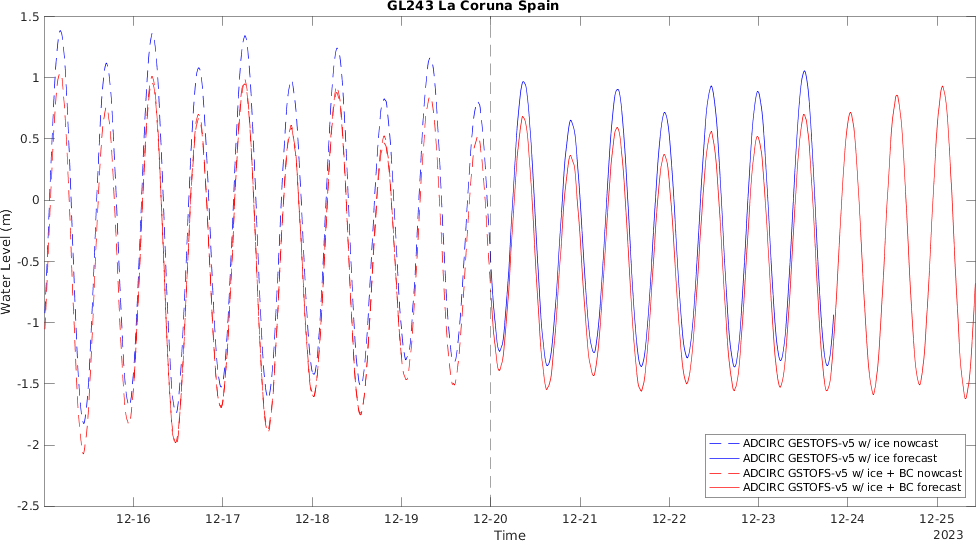 GL243 La Coruna Spain
1.5
1
0.5
0
-0.5
-1
-1.5
-2
-2.5
Water Level (m)
ADCIRC GESTOFS-v5 w/ ice nowcast
ADCIRC GESTOFS-v5 w/ ice forecast
ADCIRC GSTOFS-v5 w/ ice + BC nowcast
ADCIRC GSTOFS-v5 w/ ice + BC forecast
12-16 12-17 12-18 12-19 12-20 12-21 12-22 12-23 12-24 12-25
Time
2023